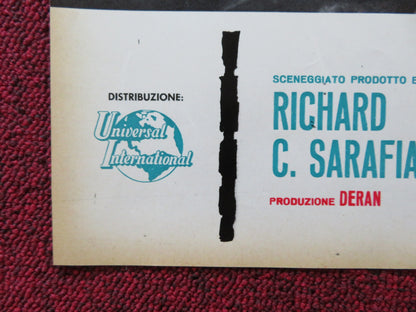 DISTRIBUZIONE:
Universal
International
SCENEGGIATO PRODOTTO E
RICHARD
C. SARAFIA
PRODUZIONE DERAN